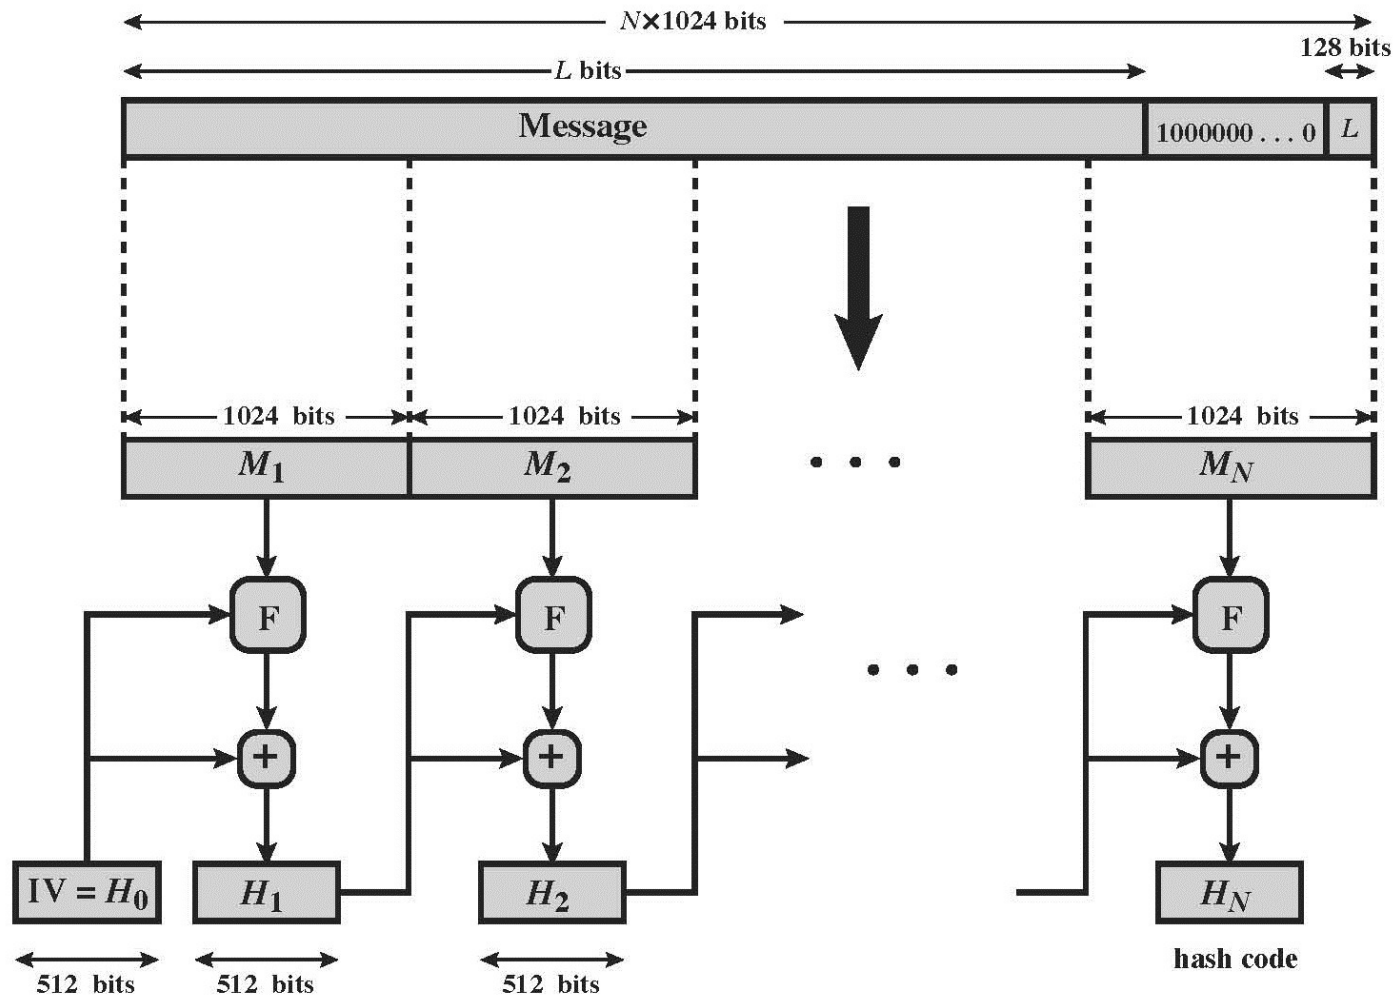 N×1024 bits
128 bits
L bits
Message
1000000 . . . 0
L
1024 bits
1024 bits
1024 bits
M1
M2
. . .
MN
F
F
F
. . .
+
+
+
IV = H0
H1
H2
HN
hash code
512 bits
512 bits
512 bits